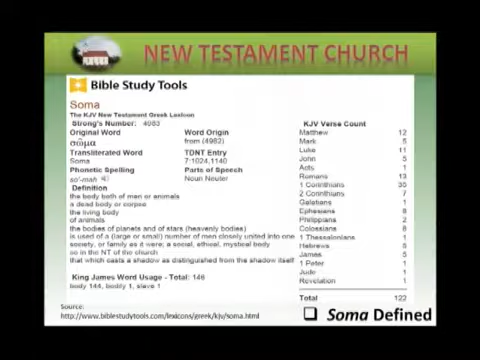 NEW TESTAMENT CHURCH
Bible Study Tools
Soma
The KJV New Testament Greek Lexicon
Strong's Number: 4983
Original Word Word Origin
σῶμα from (4982)
Transliterated Word TDNT Entry
Soma 7:1024,1140
Phonetic Spelling Parts of Speech
so'-mah Noun Neuter
Definition
the body both of men or animals
a dead body or corpse
the living body
of animals
the bodies of planets and of stars (heavenly bodies)
is used of a (large or small) number of men closely united into one
society, or family as it were; a social, ethical, mystical body
so in the NT of the church
that which casts a shadow as distinguished from the shadow itself
King James Word Usage - Total: 146
body 144, bodily 1, slave 1
KJV Verse Count
Matthew 12
Mark 5
Luke 11
John 5
Acts 1
Romans 13
1 Corinthians 35
2 Corinthians 7
Galatians 1
Ephesians 8
Philippians 2
Colossians 8
1 Thessalonians 1
Hebrews 5
James 5
1 Peter 1
Jude 1
Revelation 1
Total 122
Source:
http://www.biblestudytools.com/lexicons/greek/kjv/soma.html
Soma Defined